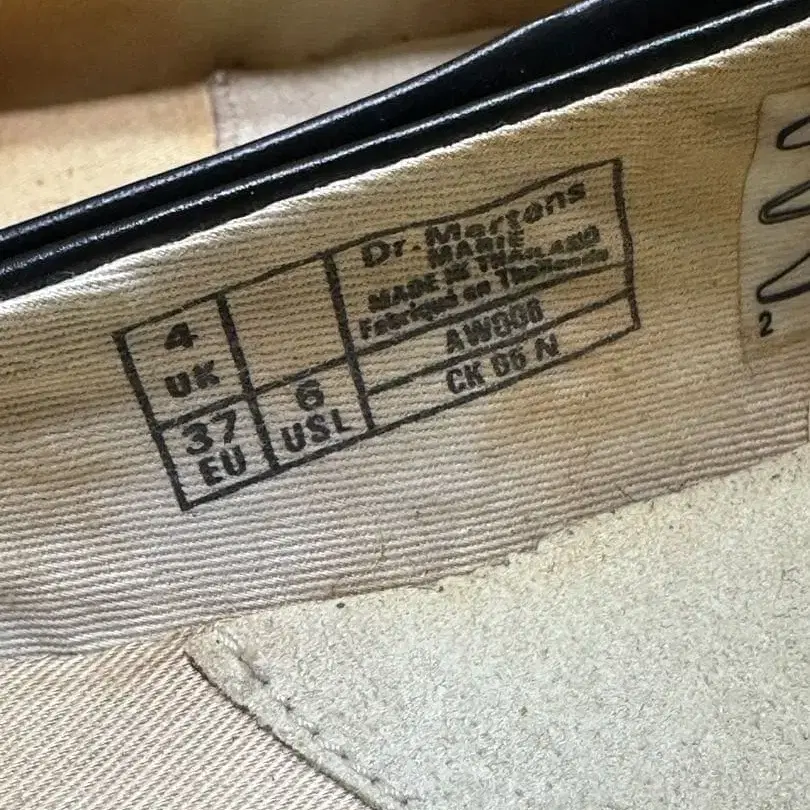 4
UK
Dr. Martens
MARIE
MADE IN THAILAND
Fabriqué en Thaïlande
37
EU
6
USL
AW006
CK 06 N
2